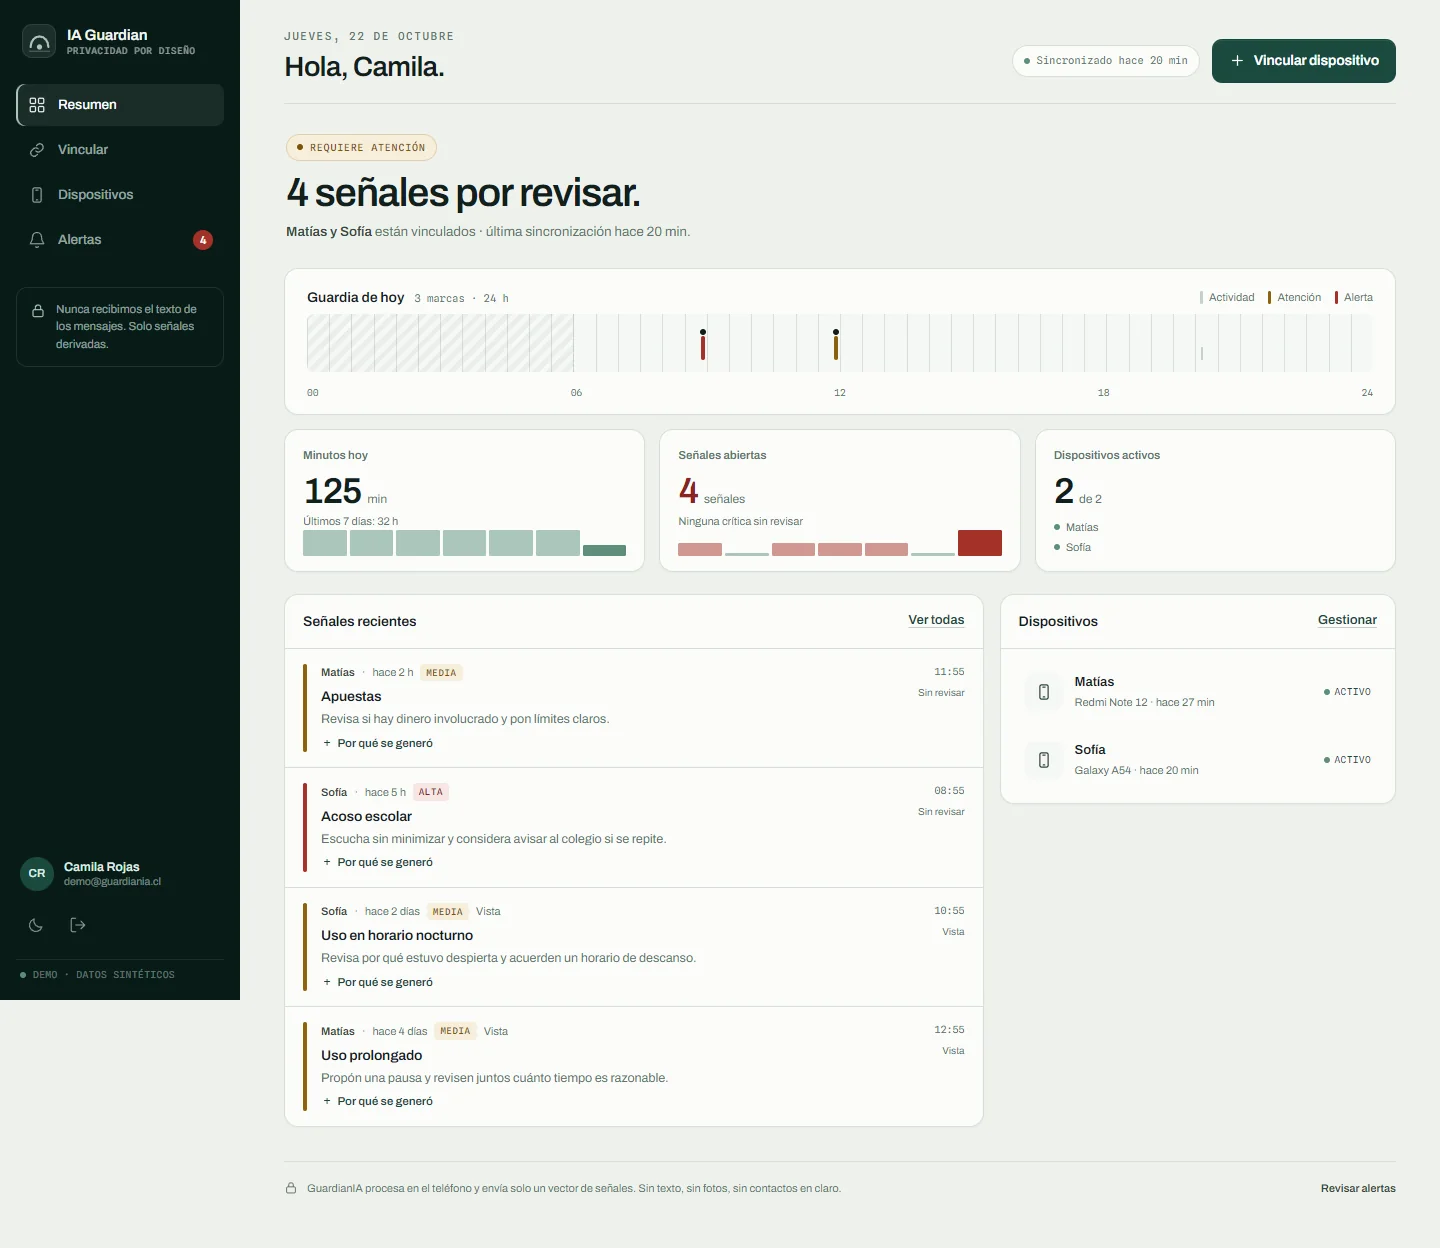 IA Guardian
PRIVACIDAD POR DISEÑO
Resumen
Vincular
Dispositivos
Alertas 4
Nunca recibimos el texto de
los mensajes. Solo señales
derivadas.
CR
Camila Rojas
demo@guardiania.cl
DEMO · DATOS SINTÉTICOS
JUEVES, 22 DE OCTUBRE
Hola, Camila.
Sincronizado hace 20 min
+ Vincular dispositivo
REQUIERE ATENCIÓN
4 señales por revisar.
Matías y Sofía están vinculados · última sincronización hace 20 min.
Guardia de hoy 3 marcas · 24 h
Actividad Atención Alerta
00 06 12 18 24
Minutos hoy
125 min
Últimos 7 días: 32 h
Señales abiertas
4 señales
Ninguna crítica sin revisar
Dispositivos activos
2 de 2
Matías
Sofía
Señales recientes Ver todas
Matías · hace 2 h MEDIA 11:55
Apuestas Sin revisar
Revisa si hay dinero involucrado y pon límites claros.
+ Por qué se generó
Sofía · hace 5 h ALTA 08:55
Acoso escolar Sin revisar
Escucha sin minimizar y considera avisar al colegio si se repite.
+ Por qué se generó
Sofía · hace 2 días MEDIA Vista 10:55
Uso en horario nocturno Vista
Revisa por qué estuvo despierta y acuerden un horario de descanso.
+ Por qué se generó
Matías · hace 4 días MEDIA Vista 12:55
Uso prolongado Vista
Propón una pausa y revisen juntos cuánto tiempo es razonable.
+ Por qué se generó
Dispositivos Gestionar
Matías
Redmi Note 12 · hace 27 min
ACTIVO
Sofía
Galaxy A54 · hace 20 min
ACTIVO
GuardianIA procesa en el teléfono y envía solo un vector de señales. Sin texto, sin fotos, sin contactos en claro.
Revisar alertas